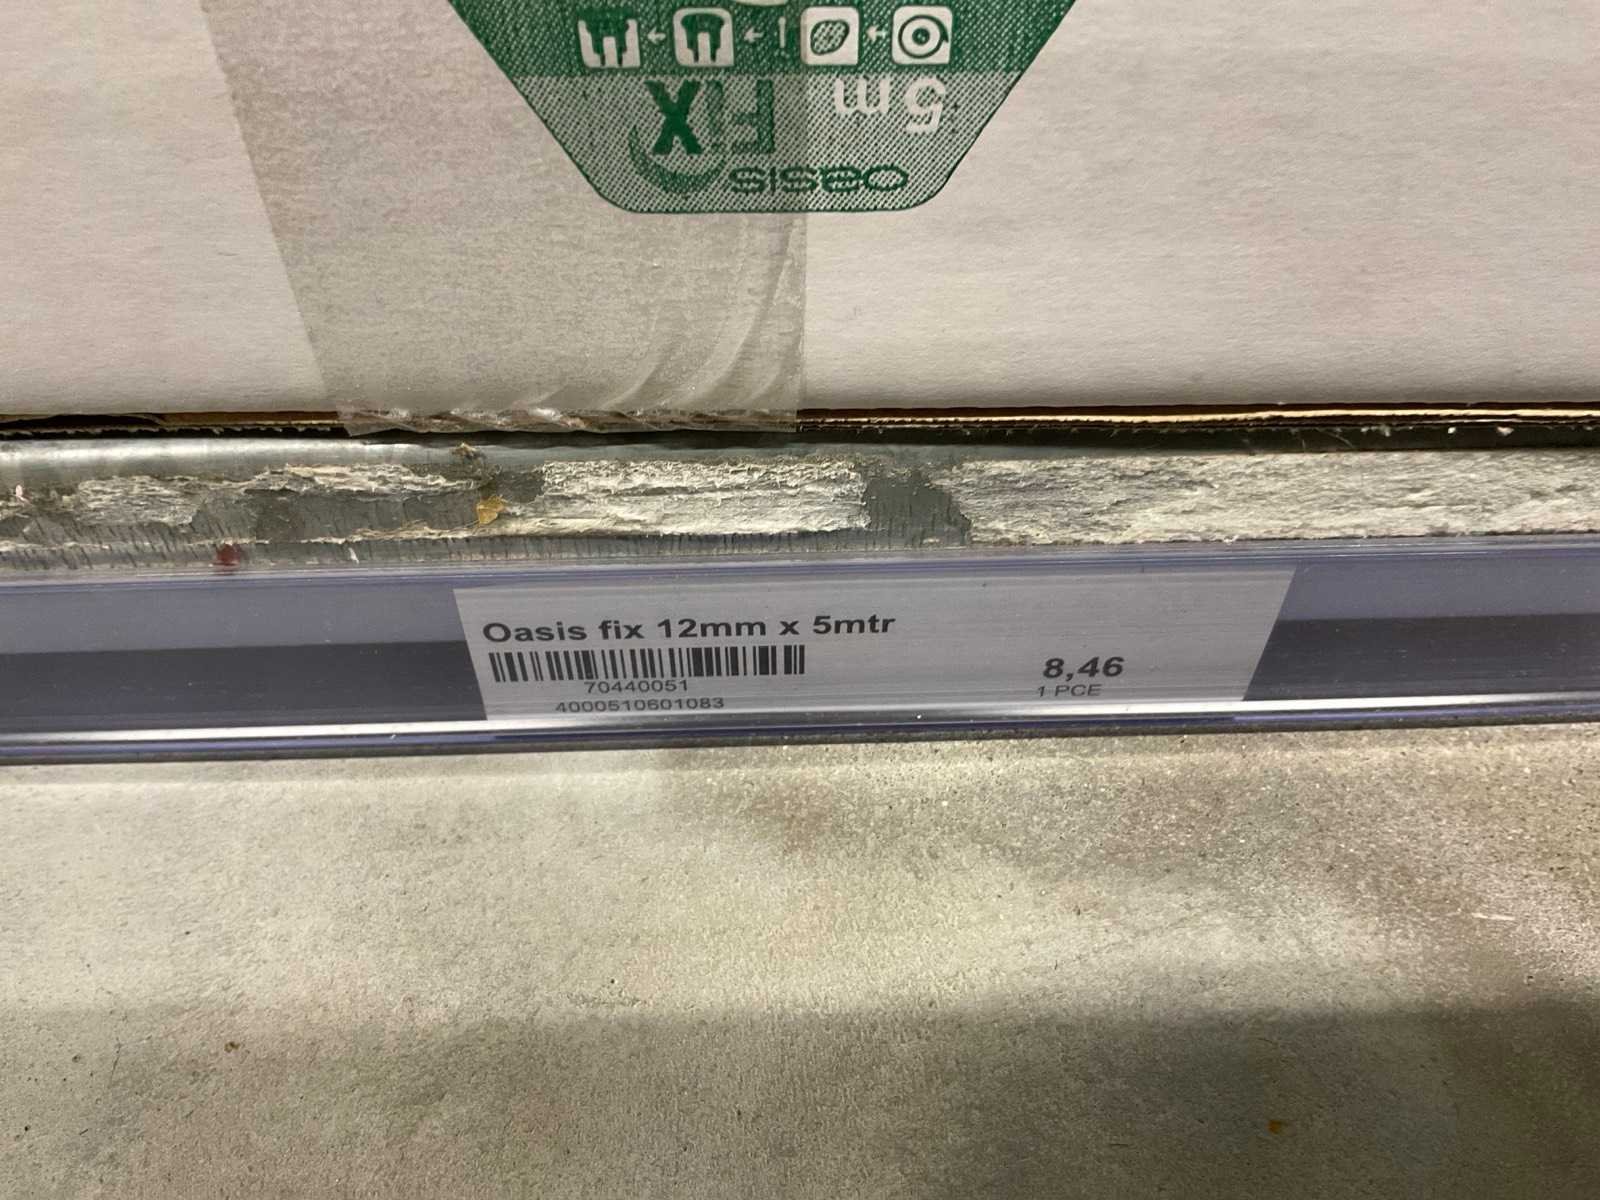 5m
FIX
oasis
Oasis fix 12mm x 5mtr
70440051
4000510601083
8,46
1 PCE